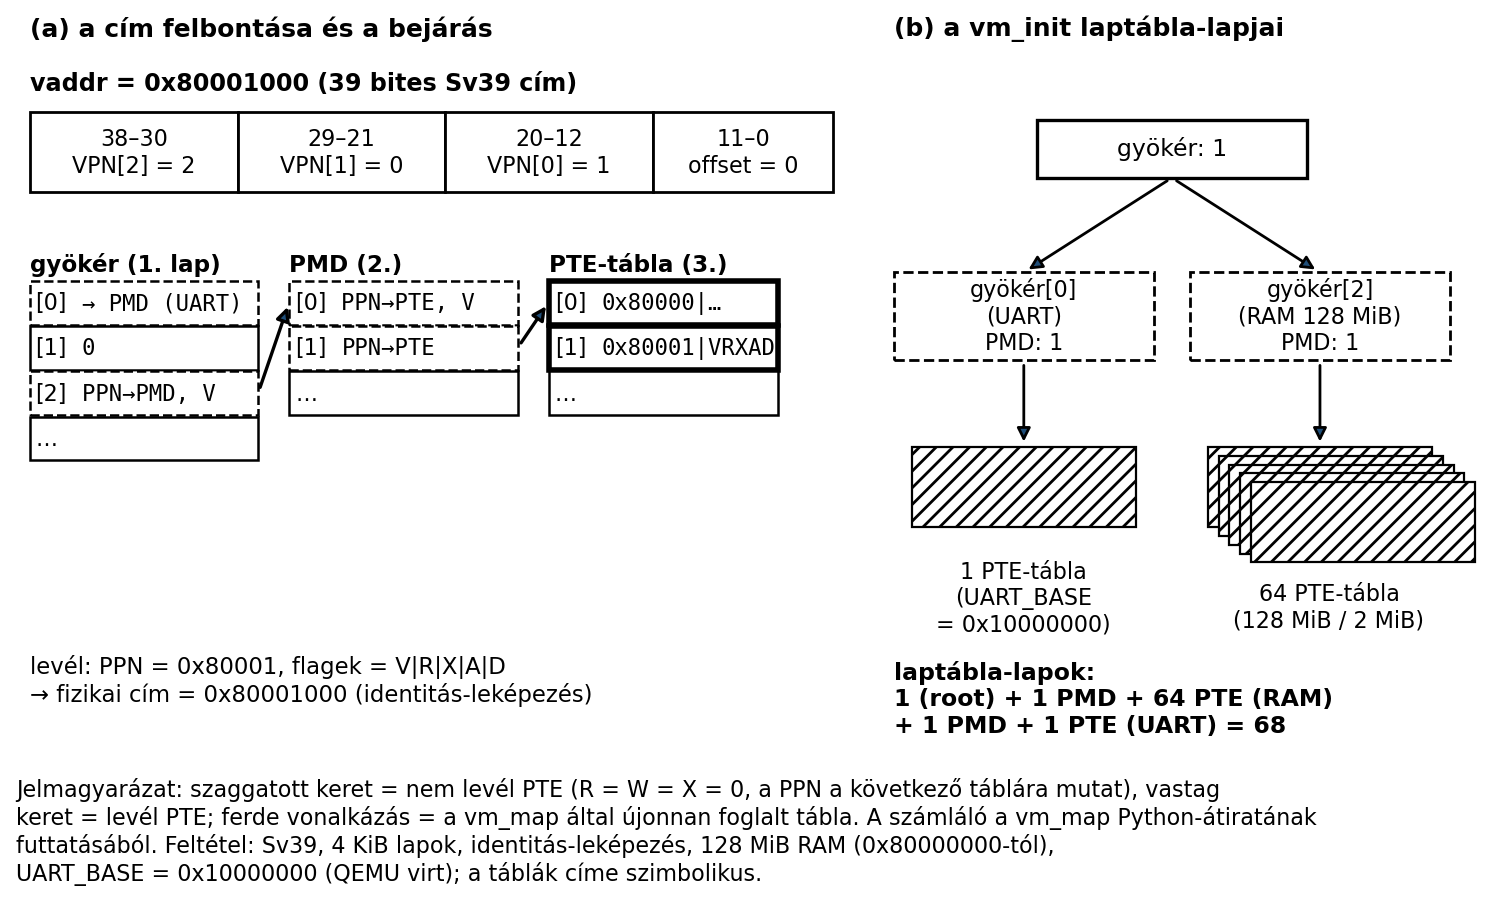 (a) a cím felbontása és a bejárás
vaddr = 0x80001000 (39 bites Sv39 cím)
38–30
VPN[2] = 2
29–21
VPN[1] = 0
20–12
VPN[0] = 1
11–0
offset = 0
gyökér (1. lap)
[0] → PMD (UART)
[1] 0
[2] PPN→PMD, V
…
PMD (2.)
[0] PPN→PTE, V
[1] PPN→PTE
…
PTE-tábla (3.)
[0] 0x80000|…
[1] 0x80001|VRXAD
…
levél: PPN = 0x80001, flagek = V|R|X|A|D
→ fizikai cím = 0x80001000 (identitás-leképezés)
(b) a vm_init laptábla-lapjai
gyökér: 1
gyökér[0]
(UART)
PMD: 1
gyökér[2]
(RAM 128 MiB)
PMD: 1
1 PTE-tábla
(UART_BASE
= 0x10000000)
64 PTE-tábla
(128 MiB / 2 MiB)
laptábla-lapok:
1 (root) + 1 PMD + 64 PTE (RAM)
+ 1 PMD + 1 PTE (UART) = 68
Jelmagyarázat: szaggatott keret = nem levél PTE (R = W = X = 0, a PPN a következő táblára mutat), vastag
keret = levél PTE; ferde vonalkázás = a vm_map által újonnan foglalt tábla. A számláló a vm_map Python-átiratának
futtatásából. Feltétel: Sv39, 4 KiB lapok, identitás-leképezés, 128 MiB RAM (0x80000000-tól),
UART_BASE = 0x10000000 (QEMU virt); a táblák címe szimbolikus.